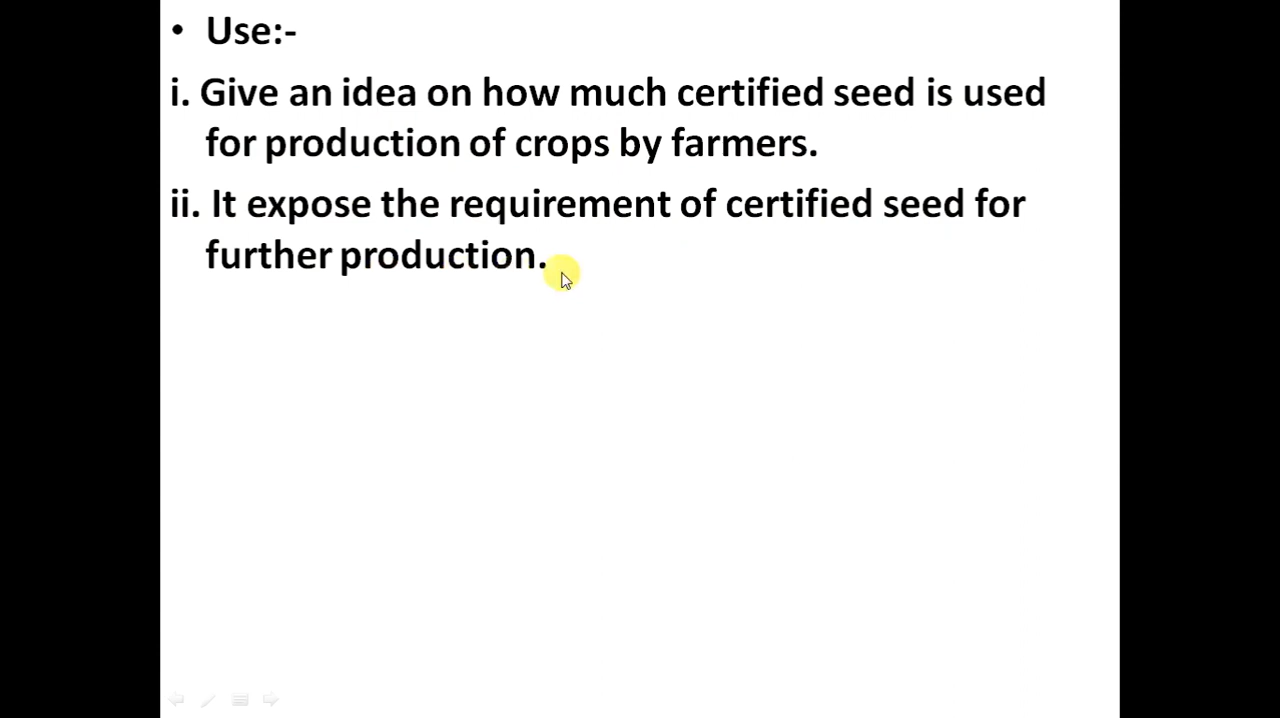 • Use:-
i. Give an idea on how much certified seed is used
for production of crops by farmers.
ii. It expose the requirement of certified seed for
further production.